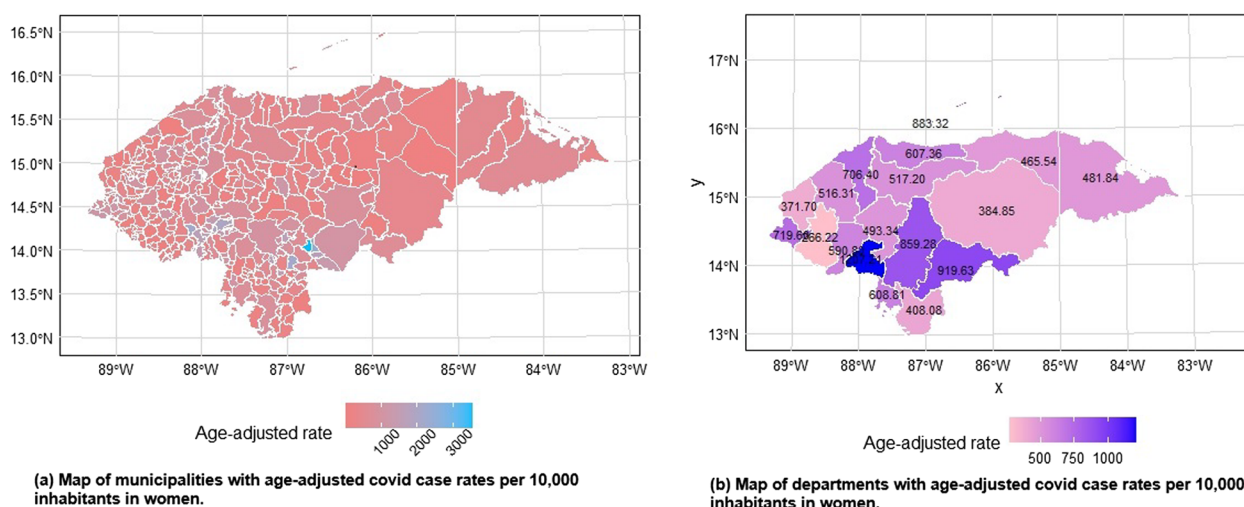 16.5°N
16.0°N
15.5°N
15.0°N
14.5°N
14.0°N
13.5°N
13.0°N
89°W 88°W 87°W 86°W 85°W 84°W 83°W
Age-adjusted rate
1000 2000 3000
(a) Map of municipalities with age-adjusted covid case rates per 10,000
inhabitants in women.
17°N
16°N
15°N
14°N
13°N
y
883.32
607.36
465.54
706.40
517.20
481.84
516.31
371.70
384.85
719.69
266.22
493.34
859.28
919.63
608.81
408.08
89°W 88°W 87°W 86°W 85°W 84°W 83°W
x
Age-adjusted rate
500 750 1000
(b) Map of departments with age-adjusted covid case rates per 10,000
inhabitants in women.